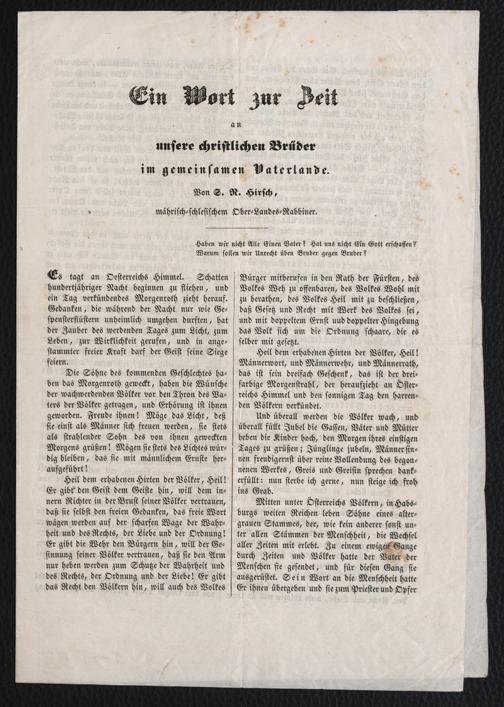 Ein Wort zur Zeit
an
unsere christlichen Brüder
im gemeinsamen Vaterlande.
Von S. R. Hirsch,
mährisch-schlesischem Ober-Landes-Rabbiner.
Haben wir nicht Alle Einen Vater? Hat uns nicht Ein Gott erschaffen?
Warum sollen wir Unrecht üben Bruder gegen Bruder?
Es tagt an Oesterreichs Himmel. Schatten
hundertjähriger Nacht beginnen zu fliehen, und
ein Tag verkündendes Morgenroth zieht herauf.
Gedanken, die während der Nacht nur wie Ge-
spensterflüstern unheimlich umgehen durften, hat
der Zauber des werdenden Tages zum Licht, zum
Leben, zur Wirklichkeit gerufen, und in ange-
stammter freier Kraft darf der Geist seine Siege
feiern.
Die Söhne des kommenden Geschlechtes ha-
ben das Morgenroth geweckt, haben die Wünsche
der wachwerdenden Völker vor den Thron des Va-
ters der Völker getragen, und Erhörung ist ihnen
geworden. Freude ihnen! Möge das Licht, deß
sie einst als Männer sich freuen werden, sie stets
als strahlender Sohn des von ihnen geweckten
Morgens grüßen! Mögen sie stets des Lichtes wür-
dig bleiben, das sie mit männlichem Ernste her-
aufgeführt!
Heil dem erhabenen Hirten der Völker, Heil!
Er gibt den Geist dem Geiste hin, will dem in-
nern Richter in der Brust seiner Völker vertrauen,
daß sie selbst den freien Gedanken, das freie Wort
wägen werden auf der scharfen Wage der Wahr-
heit und des Rechts, der Liebe und der Ordnung!
Er gibt die Wehr den Bürgern hin, will der Ge-
sinnung seiner Völker vertrauen, daß sie den Arm
nur heben werden zum Schutze der Wahrheit und
des Rechts, der Ordnung und der Liebe! Er gibt
das Recht den Völkern hin, will auch des Volkes
Bürger mitberufen in den Rath der Fürsten, des
Volkes Weh zu offenbaren, des Volkes Wohl mit
zu berathen, des Volkes Heil mit zu beschließen,
daß Gesetz und Recht mit Werk des Volkes sei,
und mit doppeltem Ernst und doppelter Hingebung
das Volk sich um die Ordnung schaare, die es
selber mit gesetzt.
Heil dem erhabenen Hirten der Völker, Heil!
Männerwort, und Männerwehr, und Männerrath,
das ist sein dreifach Geschenk, das ist der drei-
farbige Morgenstrahl, der heraufzieht an Öster-
reichs Himmel und den sonnigen Tag den harren-
den Völkern verkündet.
Und überall werden die Völker wach, und
überall füllt Jubel die Gassen, Väter und Mütter
heben die Kinder hoch, den Morgen ihres einstigen
Tages zu grüßen; Jünglinge jubeln, Männer sin-
nen freudigernst über reine Vollendung des begon-
nenen Werkes, Greis und Greisin sprechen dank-
erfüllt: nun sterbe ich gerne, nun steige ich froh
ins Grab.
Mitten unter Österreichs Völkern, in Habs-
burgs weiten Reichen leben Söhne eines alter-
grauen Stammes, der, wie kein anderer sonst un-
ter allen Stämmen der Menschheit, die Wechsel
aller Zeiten mit erlebt. Zu einem ewigen Gange
durch Zeiten und Völker hatte der Vater der
Menschen sie gesendet, und für diesen Gang sie
ausgerüstet. Sein Wort an die Menschheit hatte
Er ihnen übergeben und sie zum Priester und Opfer